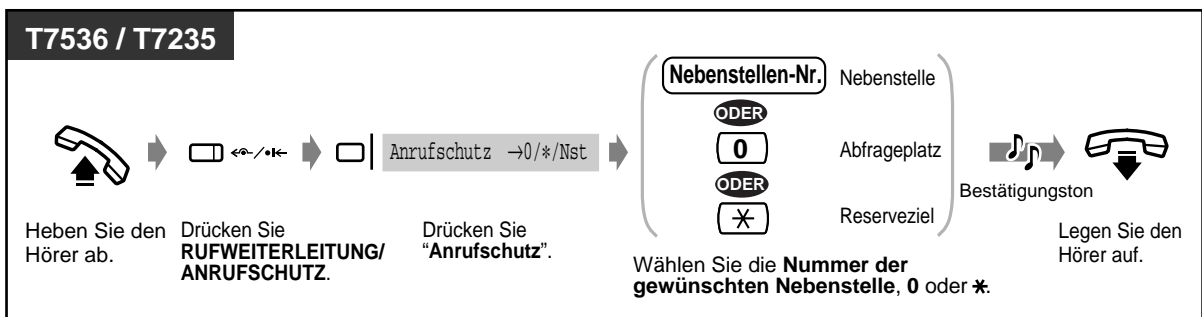 T7536 / T7235
Nebenstellen-Nr. Nebenstelle
ODER
Anrufschutz →0/*/Nst
0 Abfrageplatz
ODER
Bestätigungston
Reserveziel
Heben Sie den
Hörer ab.
Drücken Sie
RUFWEITERLEITUNG/
ANRUFSCHUTZ.
Drücken Sie
“Anrufschutz”.
Wählen Sie die Nummer der
gewünschten Nebenstelle, 0 oder *.
Legen Sie den
Hörer auf.